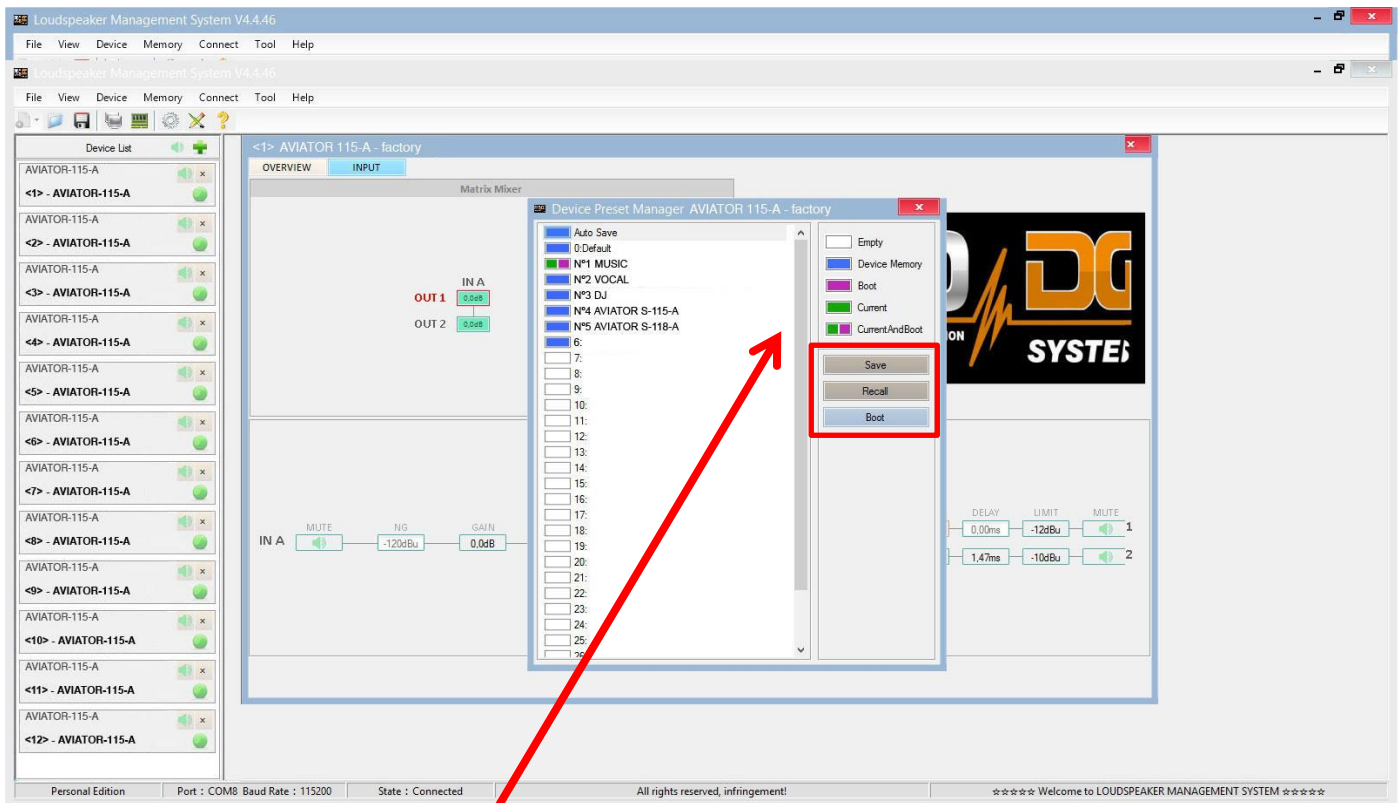 Loudspeaker Management System V4.4.46
File View Device Memory Connect Tool Help
Loudspeaker Management System V4.4.46
File View Device Memory Connect Tool Help
Device List
<1> AVIATOR 115-A - factory
OVERVIEW INPUT
Matrix Mixer
AVIATOR-115-A
<1> - AVIATOR-115-A
AVIATOR-115-A
<2> - AVIATOR-115-A
AVIATOR-115-A
<3> - AVIATOR-115-A
AVIATOR-115-A
<4> - AVIATOR-115-A
AVIATOR-115-A
<5> - AVIATOR-115-A
AVIATOR-115-A
<6> - AVIATOR-115-A
AVIATOR-115-A
<7> - AVIATOR-115-A
AVIATOR-115-A
<8> - AVIATOR-115-A
AVIATOR-115-A
<9> - AVIATOR-115-A
AVIATOR-115-A
<10> - AVIATOR-115-A
AVIATOR-115-A
<11> - AVIATOR-115-A
AVIATOR-115-A
<12> - AVIATOR-115-A
IN A
OUT 1 0,0dB
OUT 2 0,0dB
MUTE NG GAIN
IN A -120dBu 0,0dB
Device Preset Manager AVIATOR 115-A - factory
Auto Save
0:Default
Nº1 MUSIC
Nº2 VOCAL
Nº3 DJ
Nº4 AVIATOR S-115-A
Nº5 AVIATOR S-118-A
6:
7:
8:
9:
10:
11:
12:
13:
14:
15:
16:
17:
18:
19:
20:
21:
22:
23:
24:
25:
26:
Empty
Device Memory
Boot
Current
CurrentAndBoot
Save
Recall
Boot
DG
ION
SYSTE
DELAY LIMIT MUTE
0,00ms -12dBu 1
1,47ms -10dBu 2
Personal Edition Port : COM8 Baud Rate : 115200 State : Connected All rights reserved, infringement! ☆☆☆☆☆ Welcome to LOUDSPEAKER MANAGEMENT SYSTEM ☆☆☆☆☆